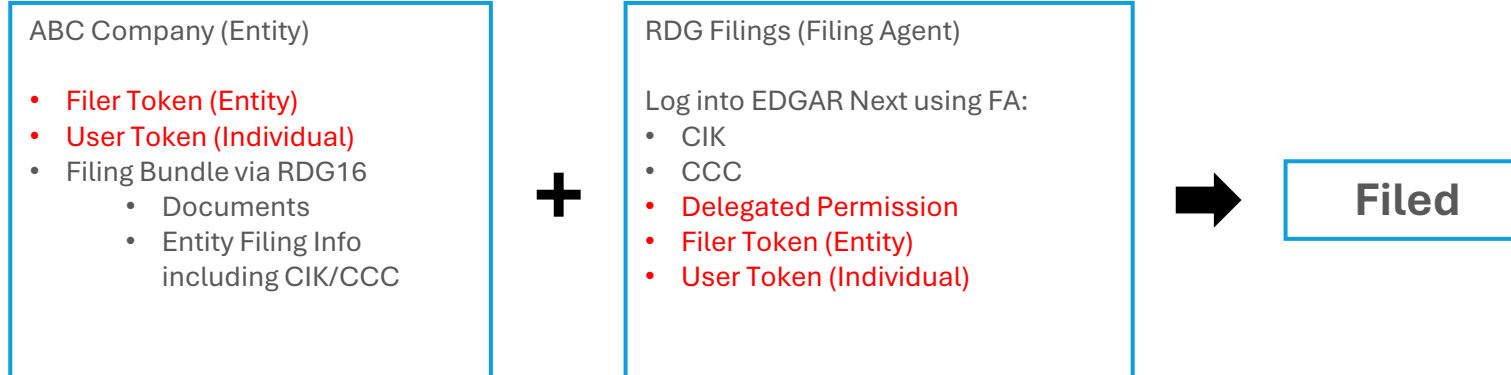 ABC Company (Entity)
• Filer Token (Entity)
• User Token (Individual)
• Filing Bundle via RDG16
• Documents
• Entity Filing Info
including CIK/CCC
RDG Filings (Filing Agent)
Log into EDGAR Next using FA:
• CIK
• CCC
• Delegated Permission
• Filer Token (Entity)
• User Token (Individual)
Filed